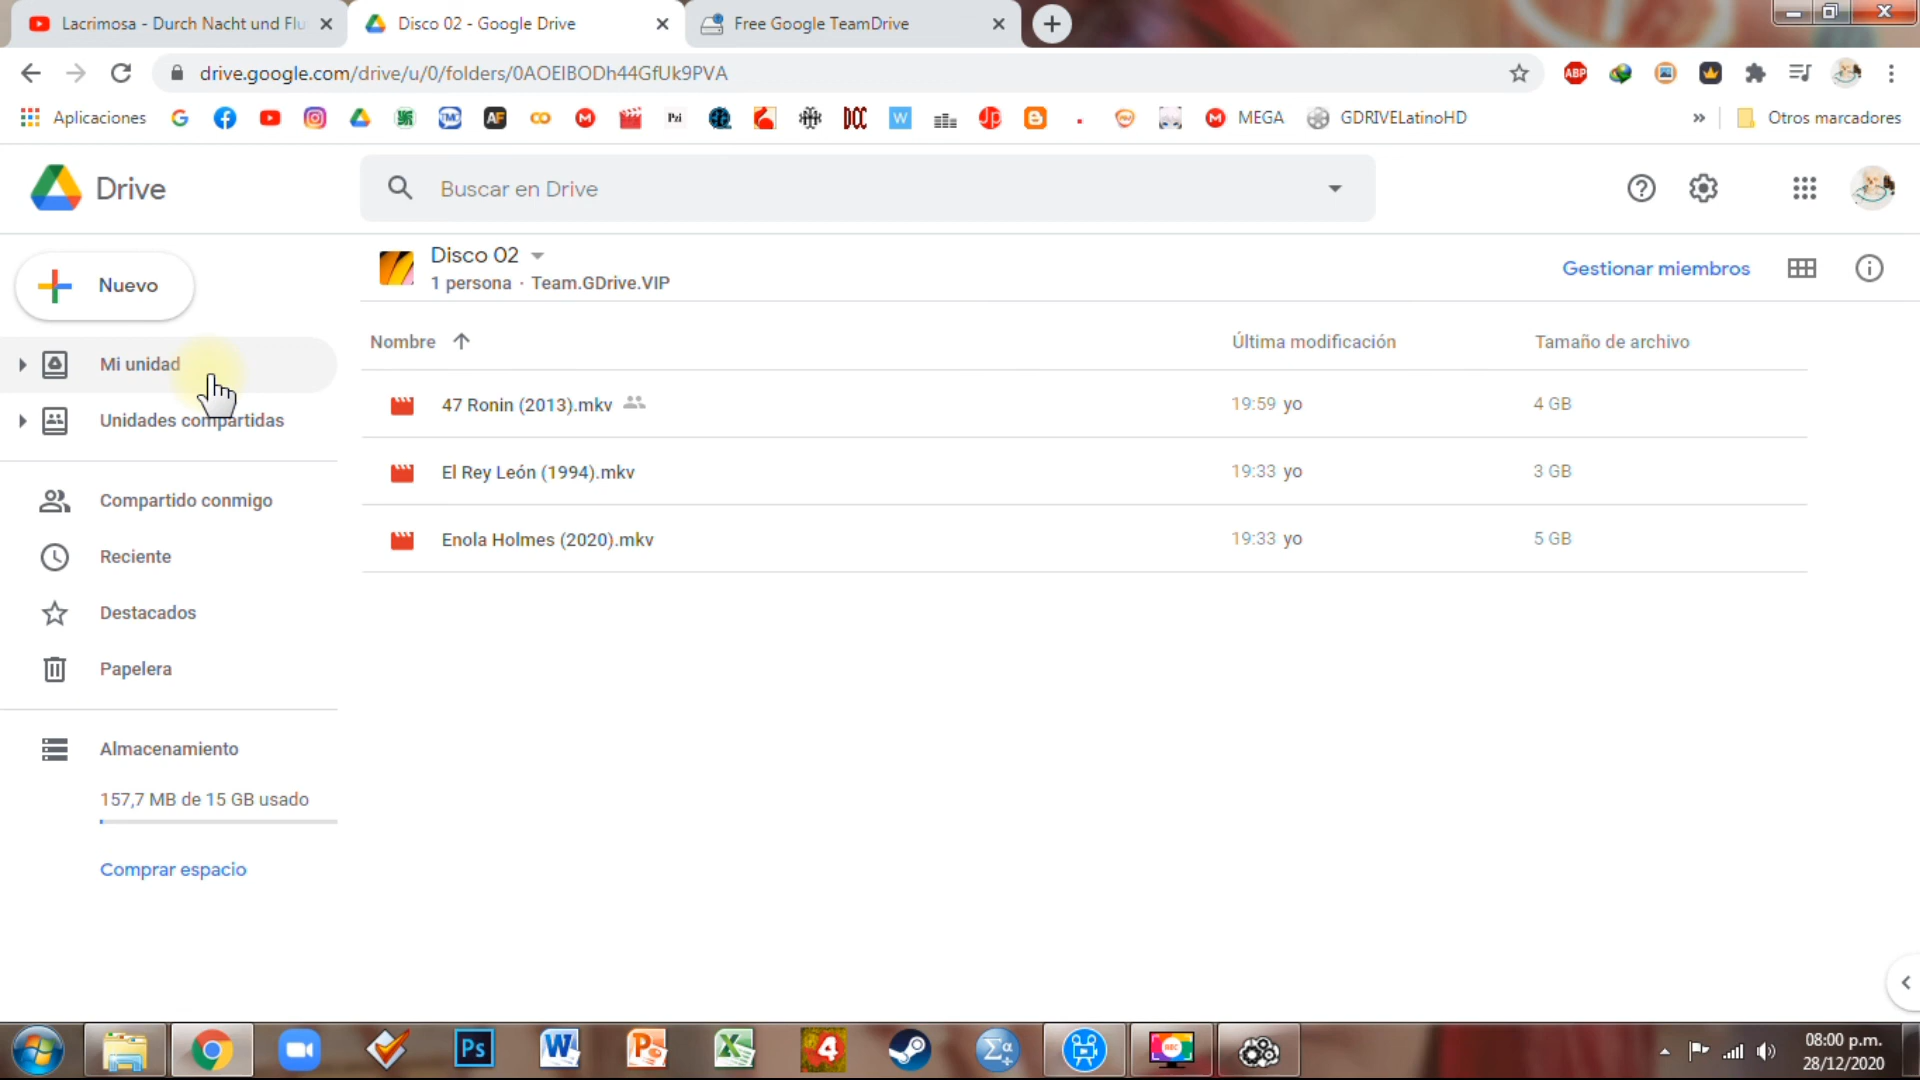 Lacrimosa - Durch Nacht und Flu
Disco 02 - Google Drive
Free Google TeamDrive
drive.google.com/drive/u/0/folders/0AOEIBODh44GfUk9PVA
ABP
Aplicaciones
MEGA
GDRIVELatinoHD
Otros marcadores
Drive
Buscar en Drive
Nuevo
Disco 02
1 persona · Team.GDrive.VIP
Gestionar miembros
Mi unidad
Unidades compartidas
Compartido conmigo
Reciente
Destacados
Papelera
Almacenamiento
157,7 MB de 15 GB usado
Comprar espacio
Nombre
Última modificación
Tamaño de archivo
47 Ronin (2013).mkv
19:59 yo
4 GB
El Rey León (1994).mkv
19:33 yo
3 GB
Enola Holmes (2020).mkv
19:33 yo
5 GB
Ps
4
REC
08:00 p.m.
28/12/2020